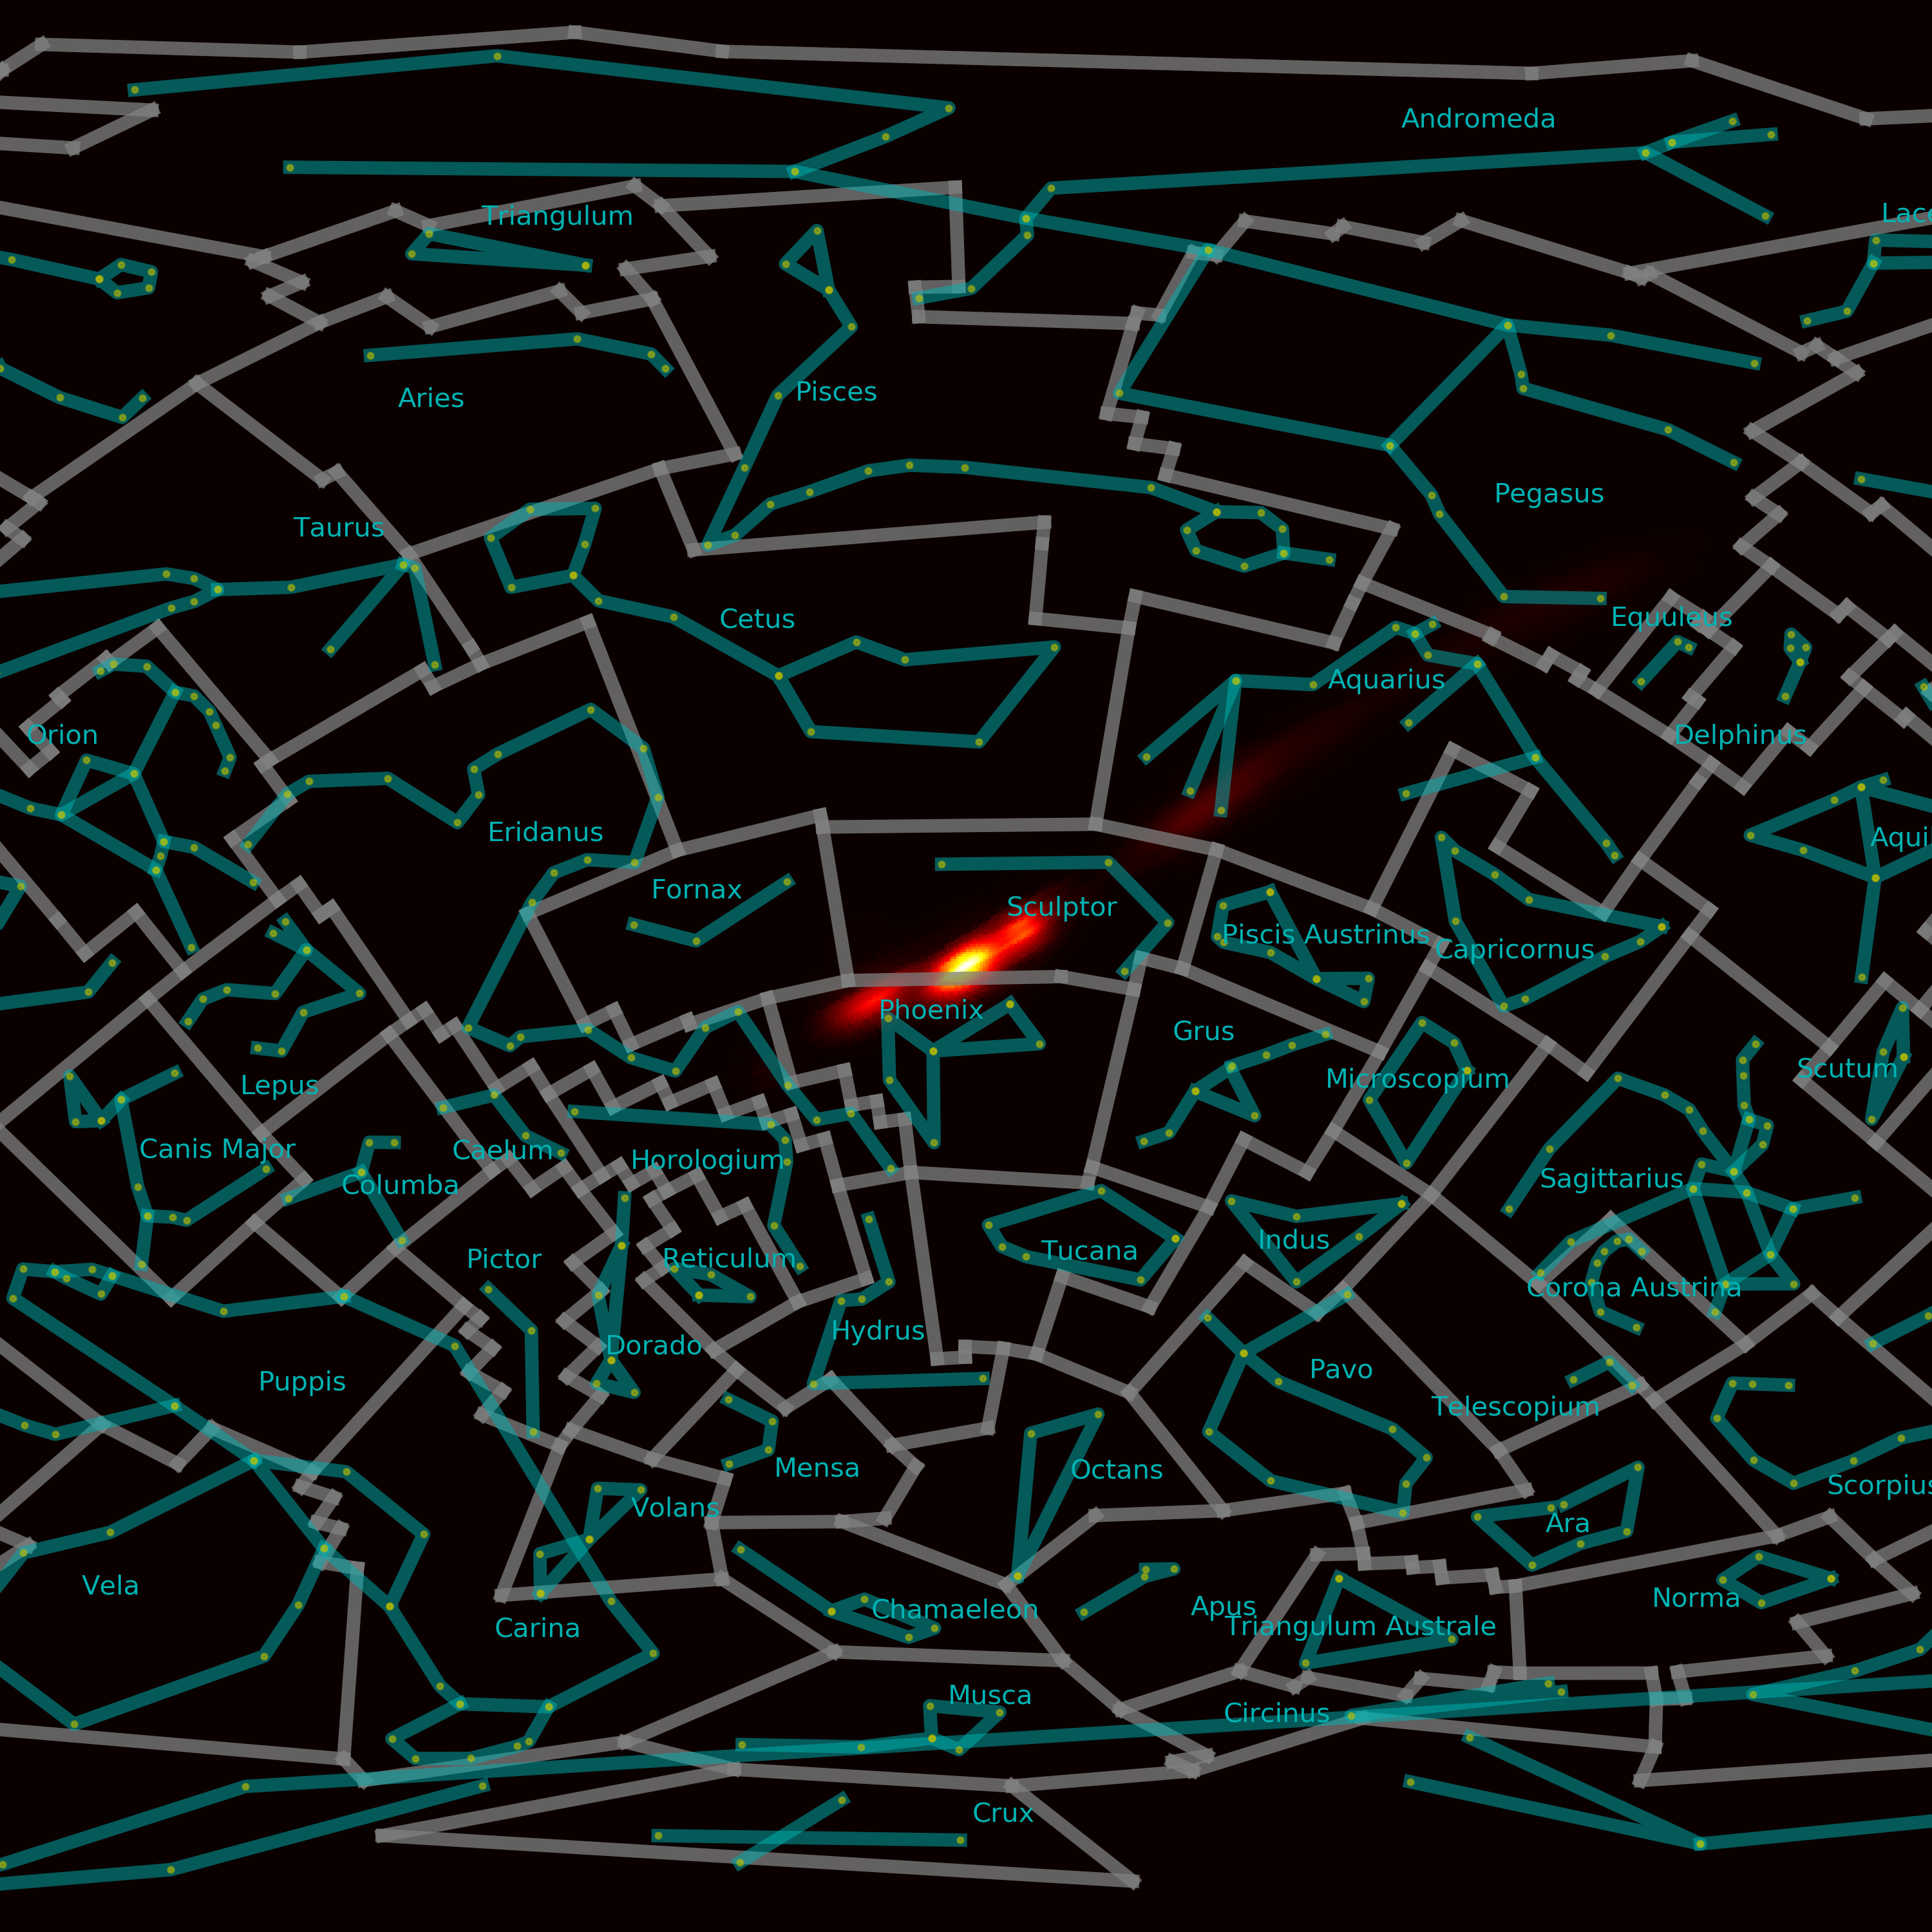 Andromeda
Lace
Triangulum
Aries
Pisces
Pegasus
Taurus
Cetus
Equuleus
Aquarius
Orion
Delphinus
Eridanus
Aqui
Fornax
Sculptor
Piscis Austrinus
Capricornus
Phoenix
Grus
Scutum
Lepus
Microscopium
Canis Major
Caelum
Horologium
Columba
Sagittarius
Pictor
Reticulum
Tucana
Indus
Corona Austrina
Dorado
Hydrus
Puppis
Pavo
Telescopium
Mensa
Octans
Scorpius
Volans
Ara
Vela
Norma
Chamaeleon
Apus
Carina
Triangulum Australe
Musca
Circinus
Crux